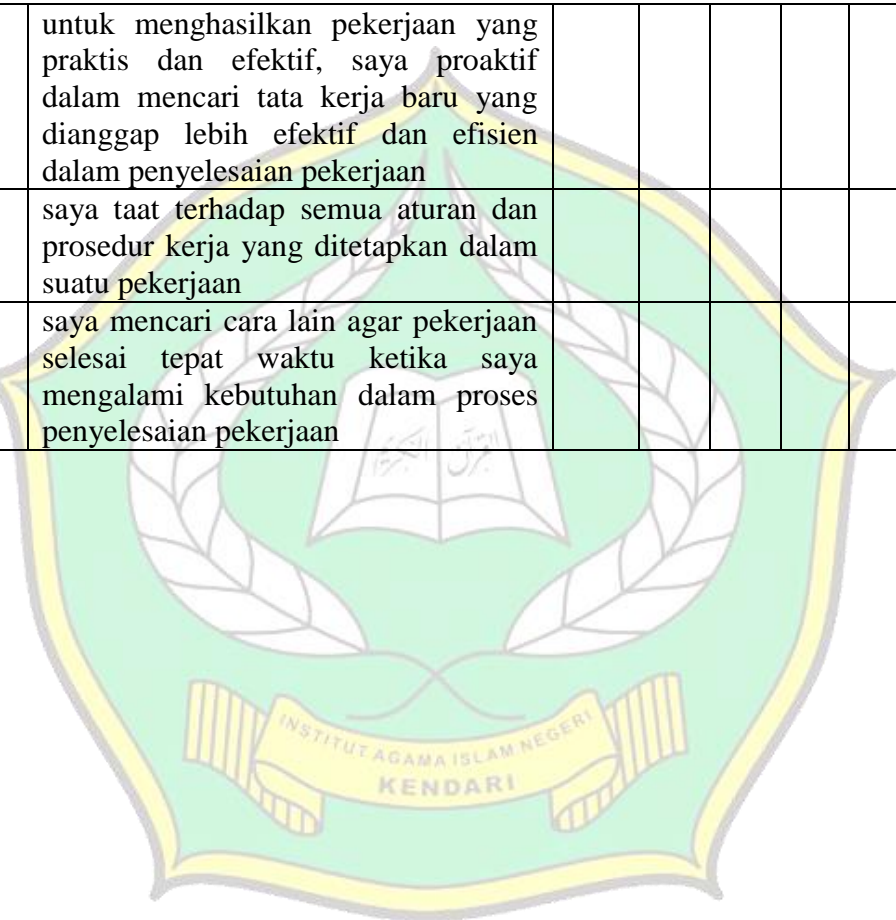 untuk menghasilkan pekerjaan yang
praktis dan efektif, saya proaktif
dalam mencari tata kerja baru yang
dianggap lebih efektif dan efisien
dalam penyelesaian pekerjaan
saya taat terhadap semua aturan dan
prosedur kerja yang ditetapkan dalam
suatu pekerjaan
saya mencari cara lain agar pekerjaan
selesai tepat waktu ketika saya
mengalami kebutuhan dalam proses
penyelesaian pekerjaan
القرآن الكريم
INSTITUT AGAMA ISLAM NEGERI
KENDARI